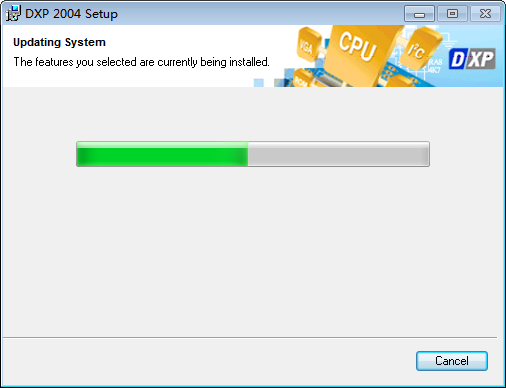 DXP 2004 Setup
Updating System
The features you selected are currently being installed.
VGA
CPU
I²C
DXP
Cancel